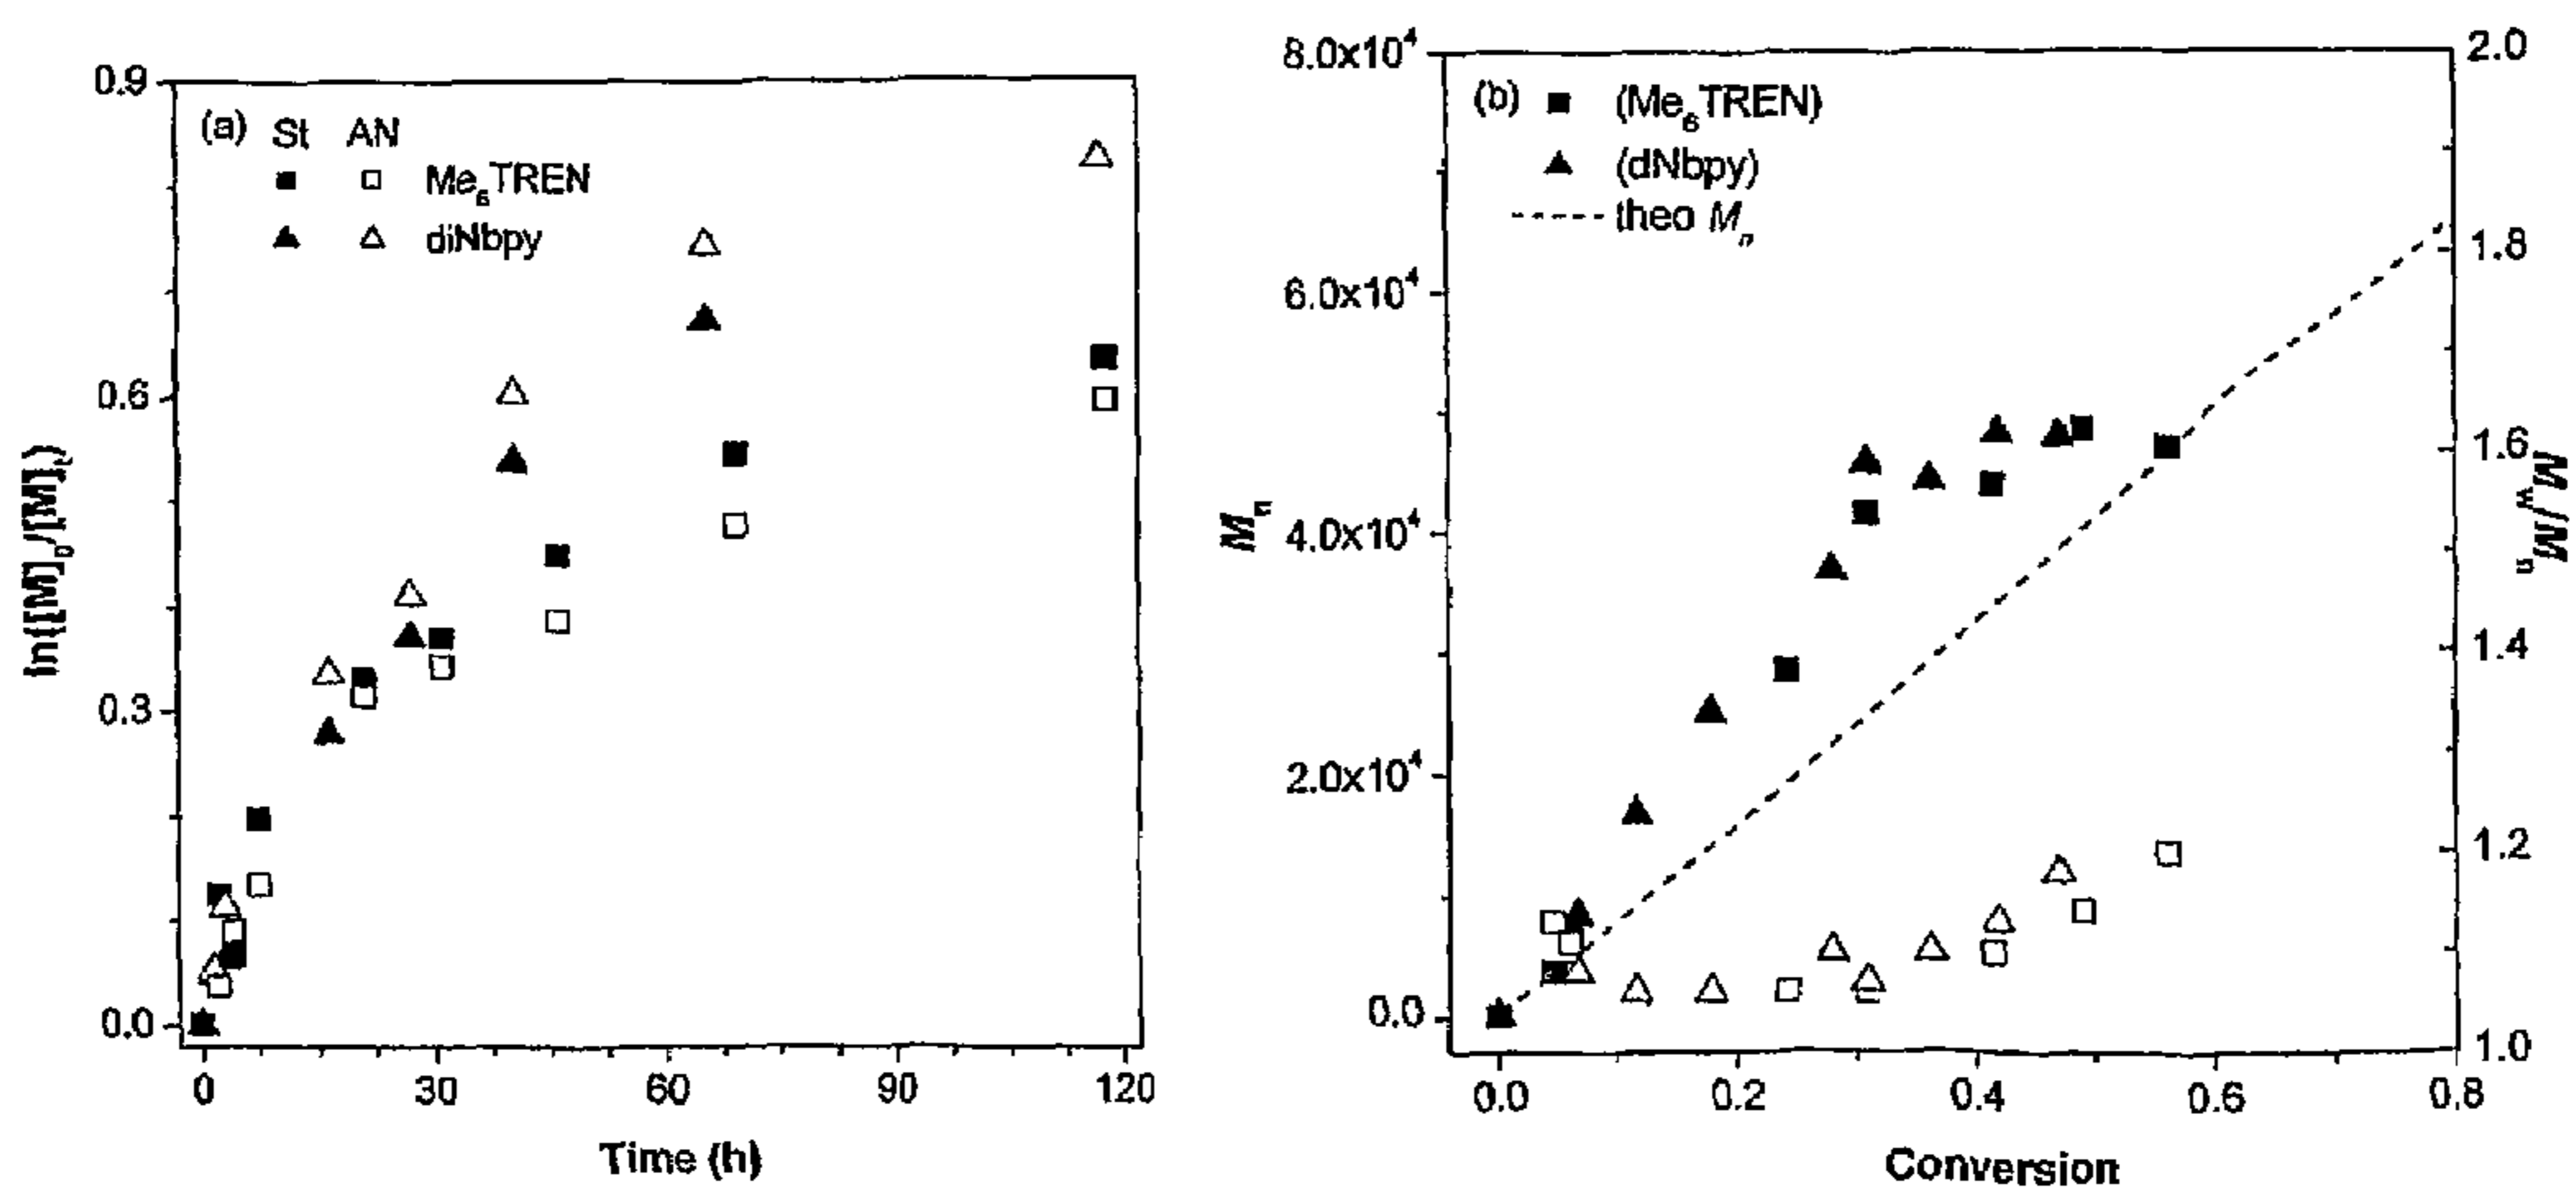 (a) St AN
Me6TREN
diNbpy
0.9
0.6
0.3
0.0
ln([M]0/[M]t)
0
30
60
90
120
Time (h)
(b) (Me6TREN)
(dNbpy)
theo Mn
8.0x10^4
6.0x10^4
4.0x10^4
2.0x10^4
0.0
Mn
2.0
1.8
1.6
1.4
1.2
1.0
Mw/Mn
0.0
0.2
0.4
0.6
0.8
Conversion